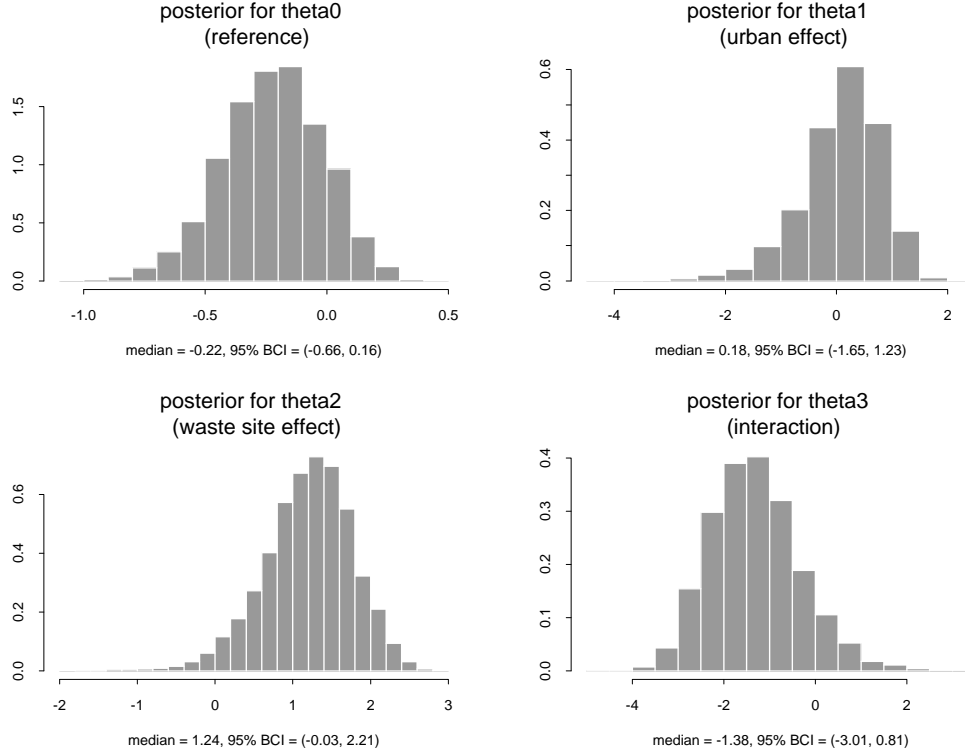 posterior for theta0
(reference)
0.0 0.5 1.0 1.5
-1.0 -0.5 0.0 0.5
median = -0.22, 95% BCI = (-0.66, 0.16)
posterior for theta1
(urban effect)
0.0 0.2 0.4 0.6
-4 -2 0 2
median = 0.18, 95% BCI = (-1.65, 1.23)
posterior for theta2
(waste site effect)
0.0 0.2 0.4 0.6
-2 -1 0 1 2 3
median = 1.24, 95% BCI = (-0.03, 2.21)
posterior for theta3
(interaction)
0.0 0.1 0.2 0.3 0.4
-4 -2 0 2
median = -1.38, 95% BCI = (-3.01, 0.81)